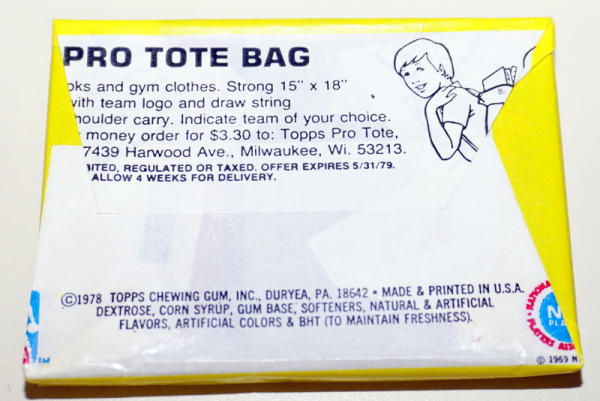 PRO TOTE BAG
oks and gym clothes. Strong 15" x 18"
with team logo and draw string
houlder carry. Indicate team of your choice.
money order for $3.30 to: Topps Pro Tote,
7439 Harwood Ave., Milwaukee, Wi. 53213.
BITED, REGULATED OR TAXED. OFFER EXPIRES 5/31/79.
ALLOW 4 WEEKS FOR DELIVERY.
©1978 TOPPS CHEWING GUM, INC., DURYEA, PA. 18642 • MADE & PRINTED IN U.S.A.
DEXTROSE, CORN SYRUP, GUM BASE, SOFTENERS, NATURAL & ARTIFICIAL
FLAVORS, ARTIFICIAL COLORS & BHT (TO MAINTAIN FRESHNESS).
TM
NATIONA
N
PLA
PLAYERS ASS
© 1969 N.